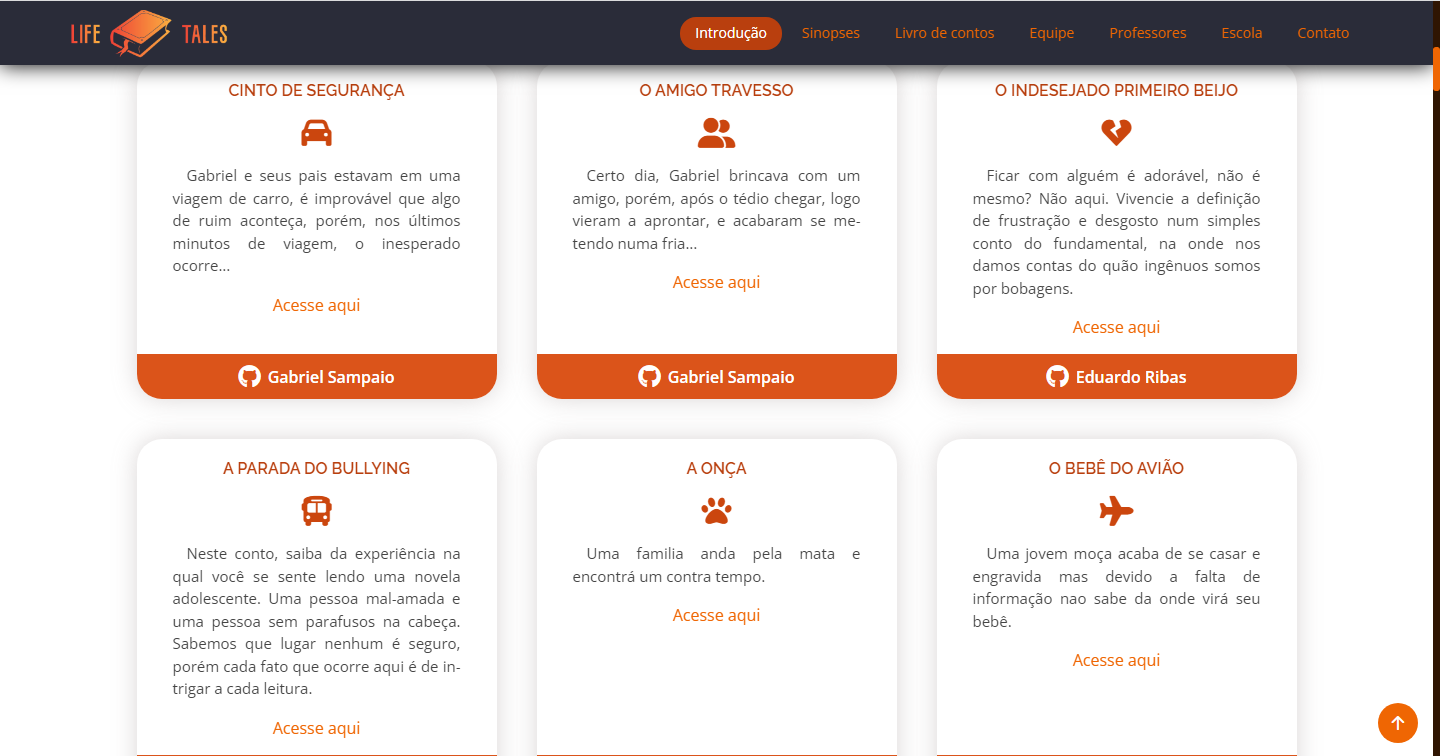 LIFE TALES
Introdução Sinopses Livro de contos Equipe Professores Escola Contato
CINTO DE SEGURANÇA
Gabriel e seus pais estavam em uma
viagem de carro, é improvável que algo
de ruim aconteça, porém, nos últimos
minutos de viagem, o inesperado
ocorre...
Acesse aqui
Gabriel Sampaio
O AMIGO TRAVESSO
Certo dia, Gabriel brincava com um
amigo, porém, após o tédio chegar, logo
vieram a aprontar, e acabaram se me-
tendo numa fria...
Acesse aqui
Gabriel Sampaio
O INDESEJADO PRIMEIRO BEIJO
Ficar com alguém é adorável, não é
mesmo? Não aqui. Vivencie a definição
de frustração e desgosto num simples
conto do fundamental, na onde nos
damos contas do quão ingênuos somos
por bobagens.
Acesse aqui
Eduardo Ribas
A PARADA DO BULLYING
Neste conto, saiba da experiência na
qual você se sente lendo uma novela
adolescente. Uma pessoa mal-amada e
uma pessoa sem parafusos na cabeça.
Sabemos que lugar nenhum é seguro,
porém cada fato que ocorre aqui é de in-
trigar a cada leitura.
Acesse aqui
A ONÇA
Uma familia anda pela mata e
encontrá um contra tempo.
Acesse aqui
O BEBÊ DO AVIÃO
Uma jovem moça acaba de se casar e
engravida mas devido a falta de
informação nao sabe da onde virá seu
bebê.
Acesse aqui